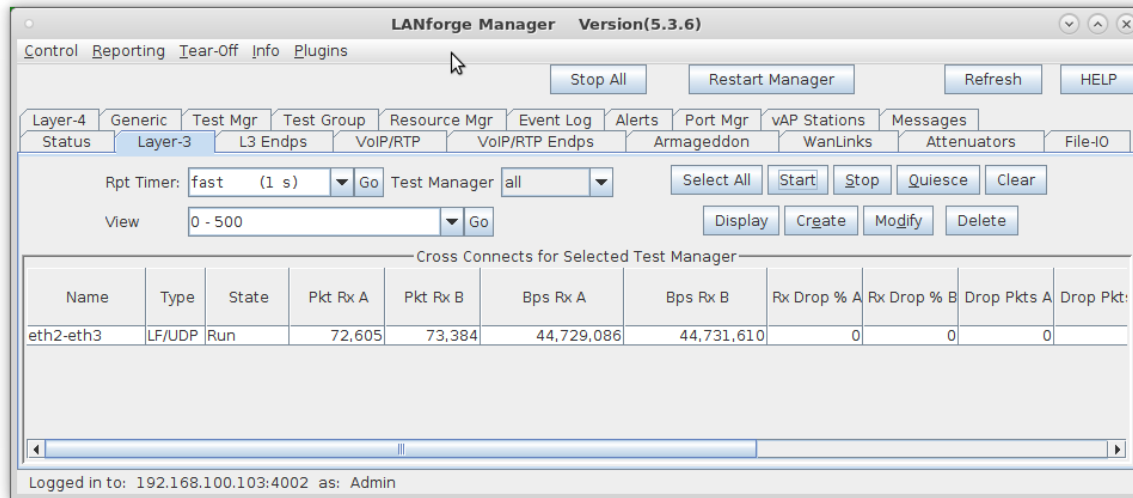 LANforge Manager Version(5.3.6)
Control Reporting Tear-Off Info Plugins
Stop All Restart Manager Refresh HELP
Layer-4 Generic Test Mgr Test Group Resource Mgr Event Log Alerts Port Mgr vAP Stations Messages
Status Layer-3 L3 Endps VoIP/RTP VoIP/RTP Endps Armageddon WanLinks Attenuators File-IO
Rpt Timer: fast (1 s) Go Test Manager all Select All Start Stop Quiesce Clear
View 0 - 500 Go Display Create Modify Delete
Cross Connects for Selected Test Manager
Name Type State Pkt Rx A Pkt Rx B Bps Rx A Bps Rx B Rx Drop % A Rx Drop % B Drop Pkts A Drop Pkts
eth2-eth3 LF/UDP Run 72,605 73,384 44,729,086 44,731,610 0 0 0
Logged in to: 192.168.100.103:4002 as: Admin